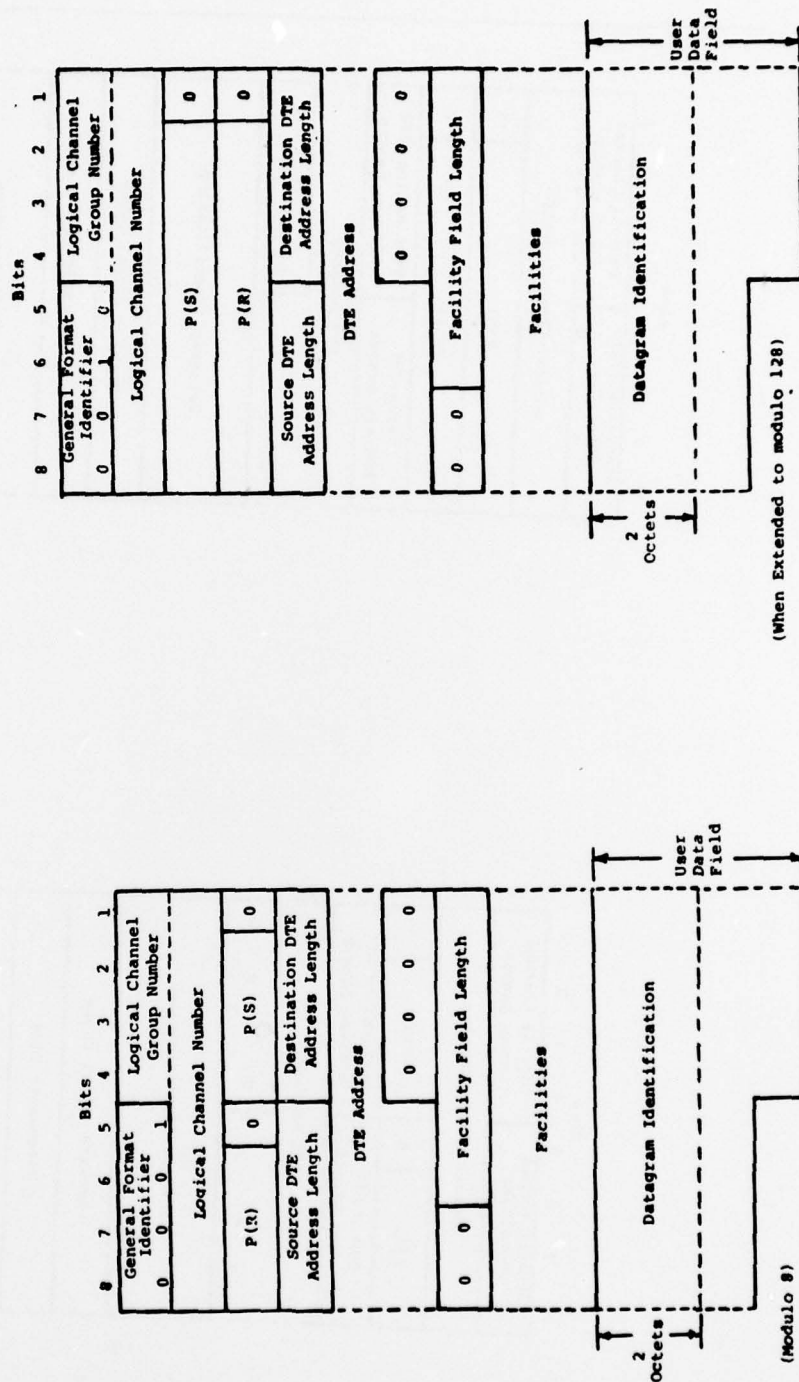 Bits
8 7 6 5 4 3 2 1
General Format Identifier
Logical Channel Group Number
0 0 0 1
Logical Channel Number
P(R) 0 P(S) 0
Source DTE Address Length
Destination DTE Address Length
DTE Address
0 0 0 0
0 0 Facility Field Length
Facilities
Datagram Identification
2 Octets
User Data Field
(Modulo 8)
Bits
8 7 6 5 4 3 2 1
General Format Identifier
Logical Channel Group Number
0 0 1 0
Logical Channel Number
P(S) 0
P(R) 0
Source DTE Address Length
Destination DTE Address Length
DTE Address
0 0 0 0
0 0 Facility Field Length
Facilities
Datagram Identification
2 Octets
User Data Field
(When Extended to modulo 128)